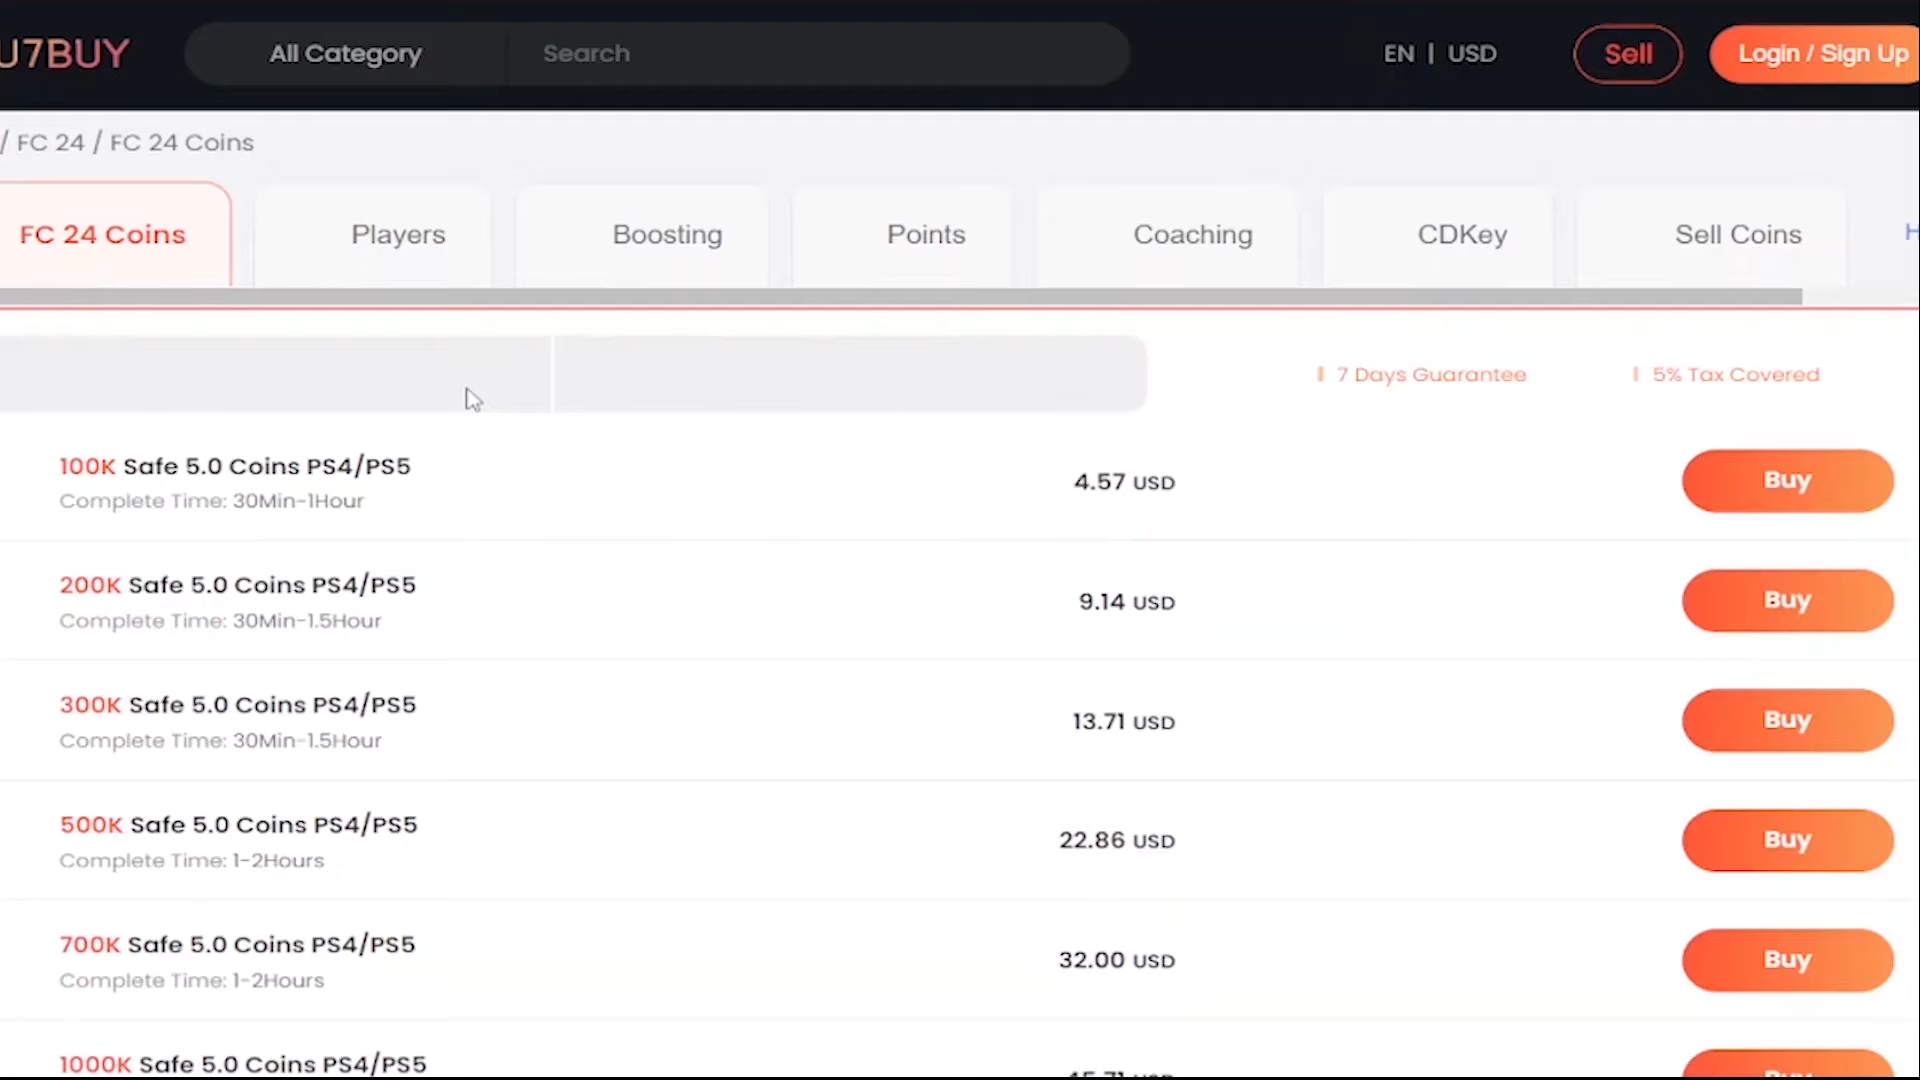 U7BUY
All Category
Search
EN | USD
Sell
Login / Sign Up
/ FC 24 / FC 24 Coins
FC 24 Coins
Players
Boosting
Points
Coaching
CDKey
Sell Coins
H
7 Days Guarantee
5% Tax Covered
100K Safe 5.0 Coins PS4/PS5
Complete Time: 30Min-1Hour
4.57 USD
Buy
200K Safe 5.0 Coins PS4/PS5
Complete Time: 30Min-1.5Hour
9.14 USD
Buy
300K Safe 5.0 Coins PS4/PS5
Complete Time: 30Min-1.5Hour
13.71 USD
Buy
500K Safe 5.0 Coins PS4/PS5
Complete Time: 1-2Hours
22.86 USD
Buy
700K Safe 5.0 Coins PS4/PS5
Complete Time: 1-2Hours
32.00 USD
Buy
1000K Safe 5.0 Coins PS4/PS5
45.71 USD
Buy